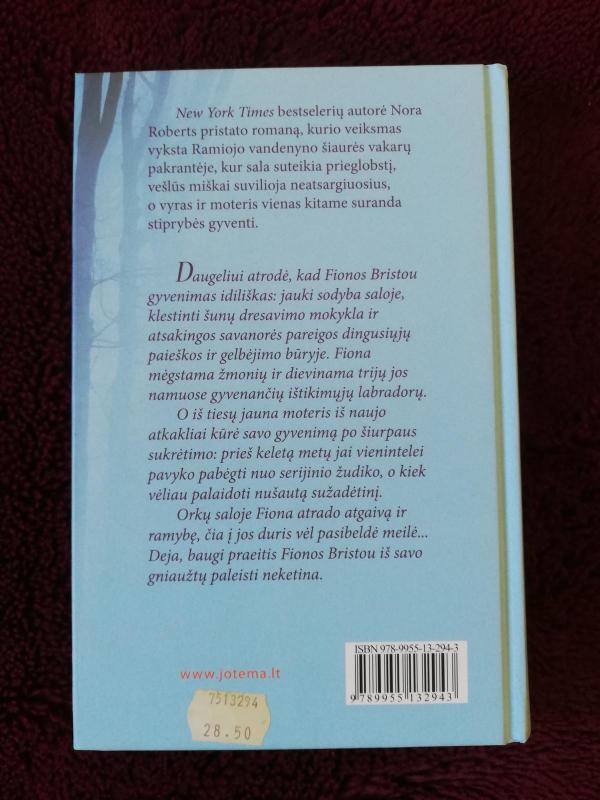 New York Times bestselerių autorė Nora
Roberts pristato romaną, kurio veiksmas
vyksta Ramiojo vandenyno šiaurės vakarų
pakrantėje, kur sala suteikia prieglobstį,
vešlūs miškai suvilioja neatsargiuosius,
o vyras ir moteris vienas kitame suranda
stiprybės gyventi.
Daugeliui atrodė, kad Fionos Bristou
gyvenimas idiliškas: jauki sodyba saloje,
klestinti šunų dresavimo mokykla ir
atsakingos savanorės pareigos dingusiųjų
paieškos ir gelbėjimo būryje. Fiona
mėgstama žmonių ir dievinama trijų jos
namuose gyvenančių ištikimųjų labradorų.
O iš tiesų jauna moteris iš naujo
atkakliai kūrė savo gyvenimą po šiurpaus
sukrėtimo: prieš keletą metų jai vienintelei
pavyko pabėgti nuo serijinio žudiko, o kiek
vėliau palaidoti nušautą sužadėtinį.
Orkų saloje Fiona atrado atgaivą ir
ramybę, čia į jos duris vėl pasibeldė meilė...
Deja, baugi praeitis Fionos Bristou iš savo
gniaužtų paleisti neketina.
ISBN 978-9955-13-294-3
www.jotema.lt
9 789955 132943
7513294
28.50